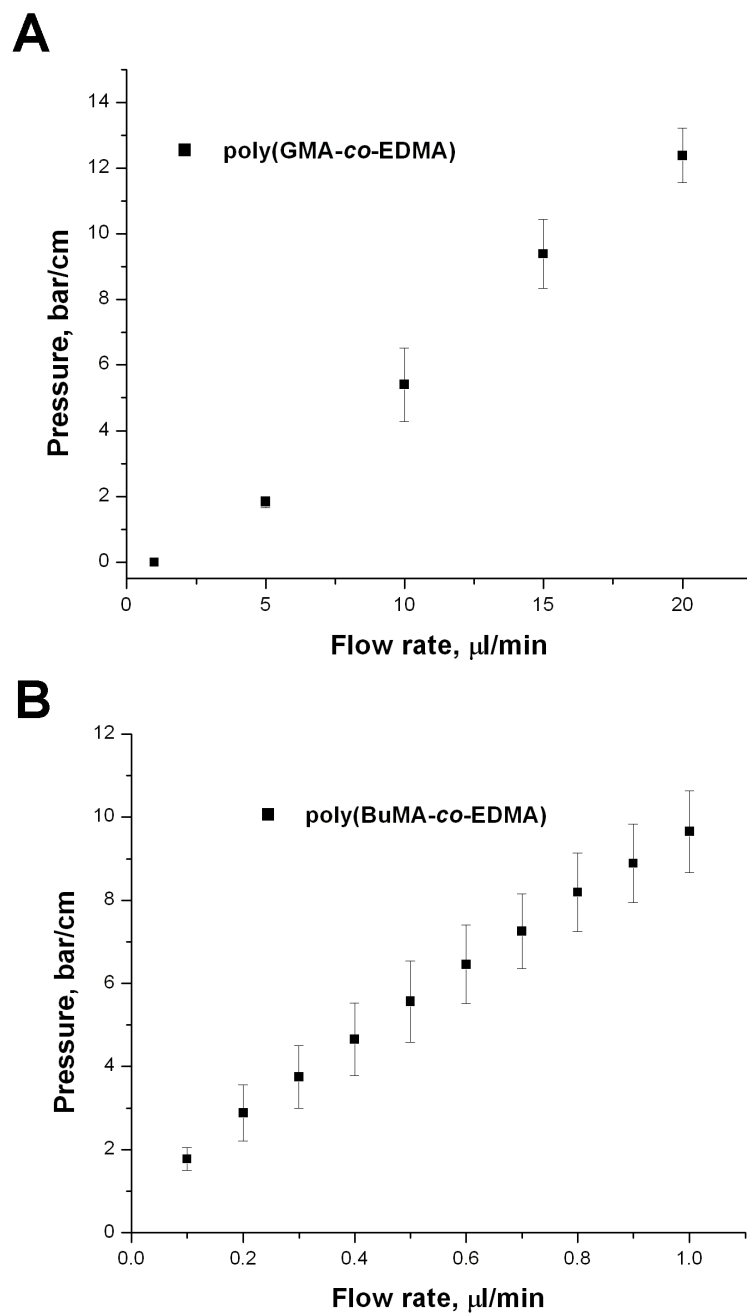 A
14
12
10
8
6
4
2
0
Pressure, bar/cm
poly(GMA-co-EDMA)
0 5 10 15 20
Flow rate, μl/min
B
12
10
8
6
4
2
0
Pressure, bar/cm
poly(BuMA-co-EDMA)
0.0 0.2 0.4 0.6 0.8 1.0
Flow rate, μl/min